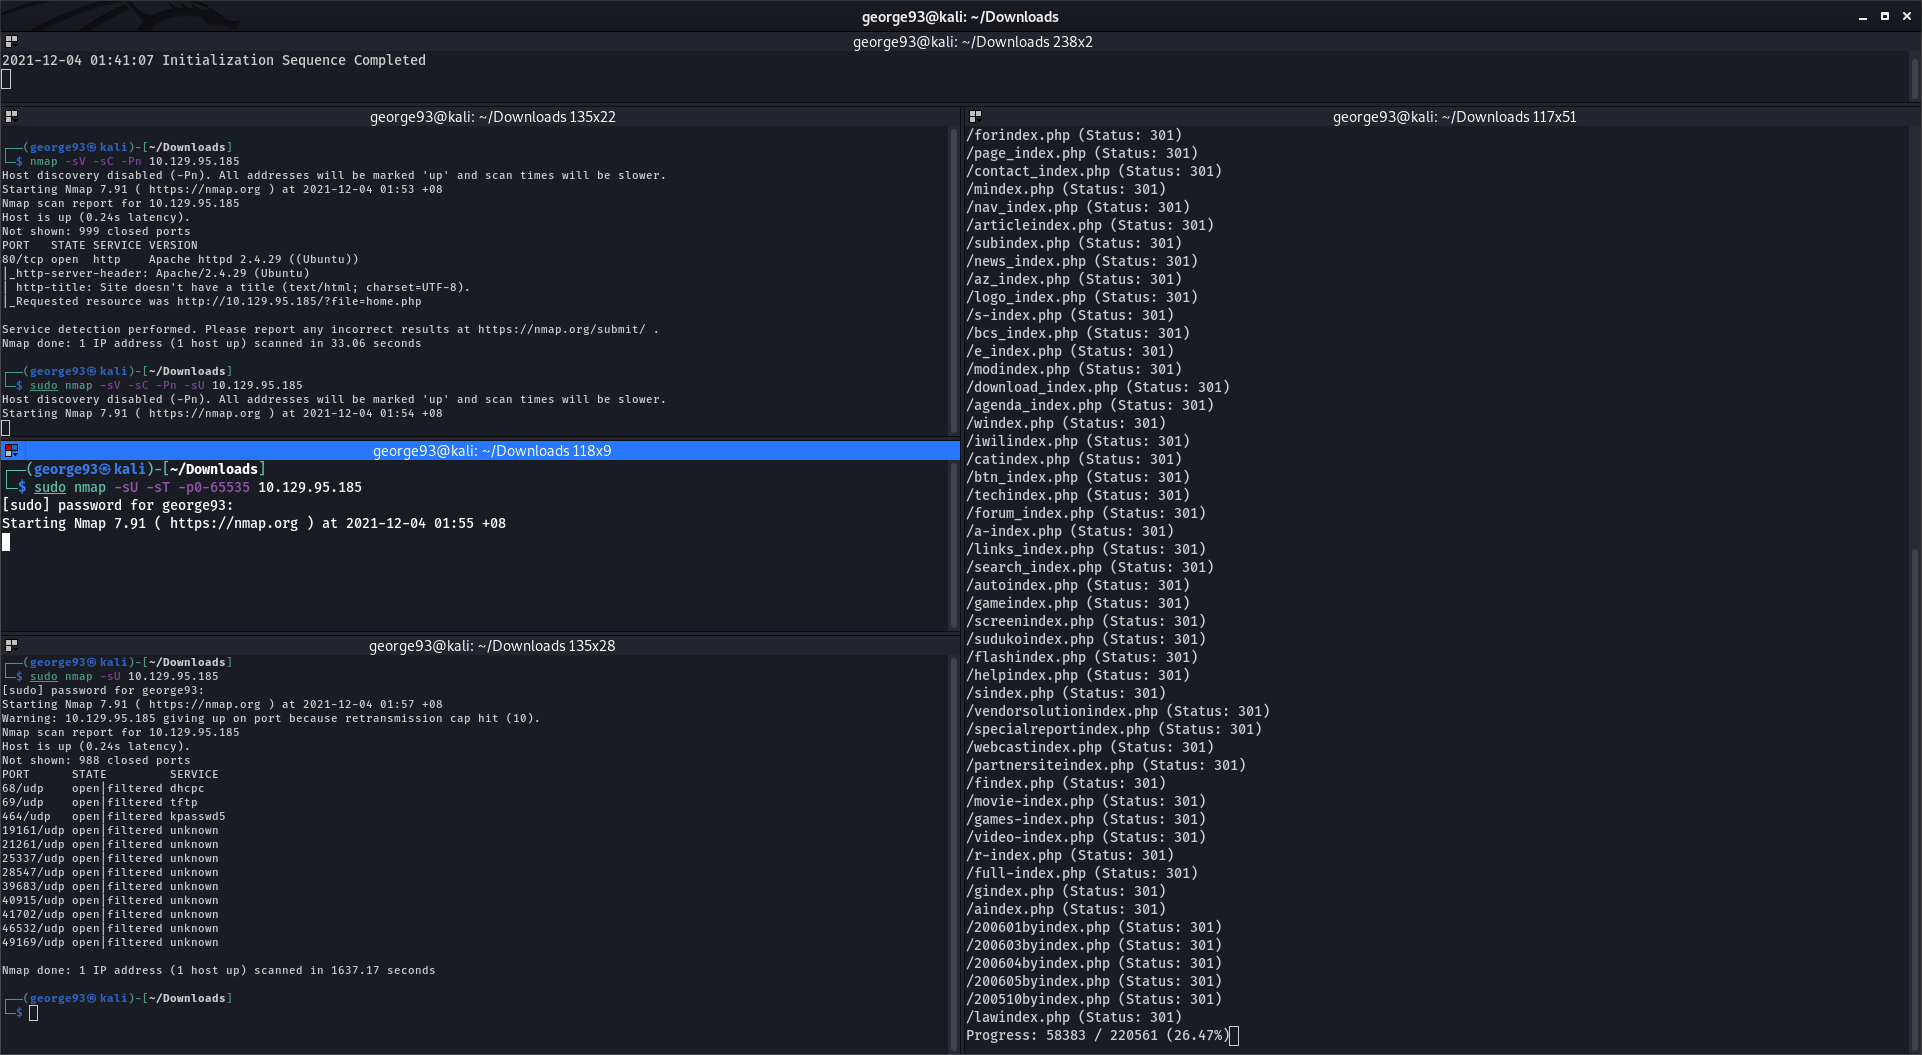 george93@kali: ~/Downloads
george93@kali: ~/Downloads 238x2
2021-12-04 01:41:07 Initialization Sequence Completed
george93@kali: ~/Downloads 135x22
┌──(george93㉿kali)-[~/Downloads]
└─$ nmap -sV -sC -Pn 10.129.95.185
Host discovery disabled (-Pn). All addresses will be marked 'up' and scan times will be slower.
Starting Nmap 7.91 ( https://nmap.org ) at 2021-12-04 01:53 +08
Nmap scan report for 10.129.95.185
Host is up (0.24s latency).
Not shown: 999 closed ports
PORT   STATE SERVICE VERSION
80/tcp open  http    Apache httpd 2.4.29 ((Ubuntu))
|_http-server-header: Apache/2.4.29 (Ubuntu)
| http-title: Site doesn't have a title (text/html; charset=UTF-8).
|_Requested resource was http://10.129.95.185/?file=home.php
Service detection performed. Please report any incorrect results at https://nmap.org/submit/ .
Nmap done: 1 IP address (1 host up) scanned in 33.06 seconds
┌──(george93㉿kali)-[~/Downloads]
└─$ sudo nmap -sV -sC -Pn -sU 10.129.95.185
Host discovery disabled (-Pn). All addresses will be marked 'up' and scan times will be slower.
Starting Nmap 7.91 ( https://nmap.org ) at 2021-12-04 01:54 +08
george93@kali: ~/Downloads 118x9
┌──(george93㉿kali)-[~/Downloads]
└─$ sudo nmap -sU -sT -p0-65535 10.129.95.185
[sudo] password for george93:
Starting Nmap 7.91 ( https://nmap.org ) at 2021-12-04 01:55 +08
george93@kali: ~/Downloads 135x28
┌──(george93㉿kali)-[~/Downloads]
└─$ sudo nmap -sU 10.129.95.185
[sudo] password for george93:
Starting Nmap 7.91 ( https://nmap.org ) at 2021-12-04 01:57 +08
Warning: 10.129.95.185 giving up on port because retransmission cap hit (10).
Nmap scan report for 10.129.95.185
Host is up (0.24s latency).
Not shown: 988 closed ports
PORT      STATE         SERVICE
68/udp    open|filtered dhcpc
69/udp    open|filtered tftp
464/udp   open|filtered kpasswd5
19161/udp open|filtered unknown
21261/udp open|filtered unknown
25337/udp open|filtered unknown
28547/udp open|filtered unknown
39683/udp open|filtered unknown
40915/udp open|filtered unknown
41702/udp open|filtered unknown
46532/udp open|filtered unknown
49169/udp open|filtered unknown
Nmap done: 1 IP address (1 host up) scanned in 1637.17 seconds
┌──(george93㉿kali)-[~/Downloads]
└─$
george93@kali: ~/Downloads 117x51
/forindex.php (Status: 301)
/page_index.php (Status: 301)
/contact_index.php (Status: 301)
/mindex.php (Status: 301)
/nav_index.php (Status: 301)
/articleindex.php (Status: 301)
/subindex.php (Status: 301)
/news_index.php (Status: 301)
/az_index.php (Status: 301)
/logo_index.php (Status: 301)
/s-index.php (Status: 301)
/bcs_index.php (Status: 301)
/e_index.php (Status: 301)
/modindex.php (Status: 301)
/download_index.php (Status: 301)
/agenda_index.php (Status: 301)
/windex.php (Status: 301)
/iwilindex.php (Status: 301)
/catindex.php (Status: 301)
/btn_index.php (Status: 301)
/techindex.php (Status: 301)
/forum_index.php (Status: 301)
/a-index.php (Status: 301)
/links_index.php (Status: 301)
/search_index.php (Status: 301)
/autoindex.php (Status: 301)
/gameindex.php (Status: 301)
/screenindex.php (Status: 301)
/sudukoindex.php (Status: 301)
/flashindex.php (Status: 301)
/helpindex.php (Status: 301)
/sindex.php (Status: 301)
/vendorsolutionindex.php (Status: 301)
/specialreportindex.php (Status: 301)
/webcastindex.php (Status: 301)
/partnersiteindex.php (Status: 301)
/findex.php (Status: 301)
/movie-index.php (Status: 301)
/games-index.php (Status: 301)
/video-index.php (Status: 301)
/r-index.php (Status: 301)
/full-index.php (Status: 301)
/gindex.php (Status: 301)
/aindex.php (Status: 301)
/200601byindex.php (Status: 301)
/200603byindex.php (Status: 301)
/200604byindex.php (Status: 301)
/200605byindex.php (Status: 301)
/200510byindex.php (Status: 301)
/lawindex.php (Status: 301)
Progress: 58383 / 220561 (26.47%)